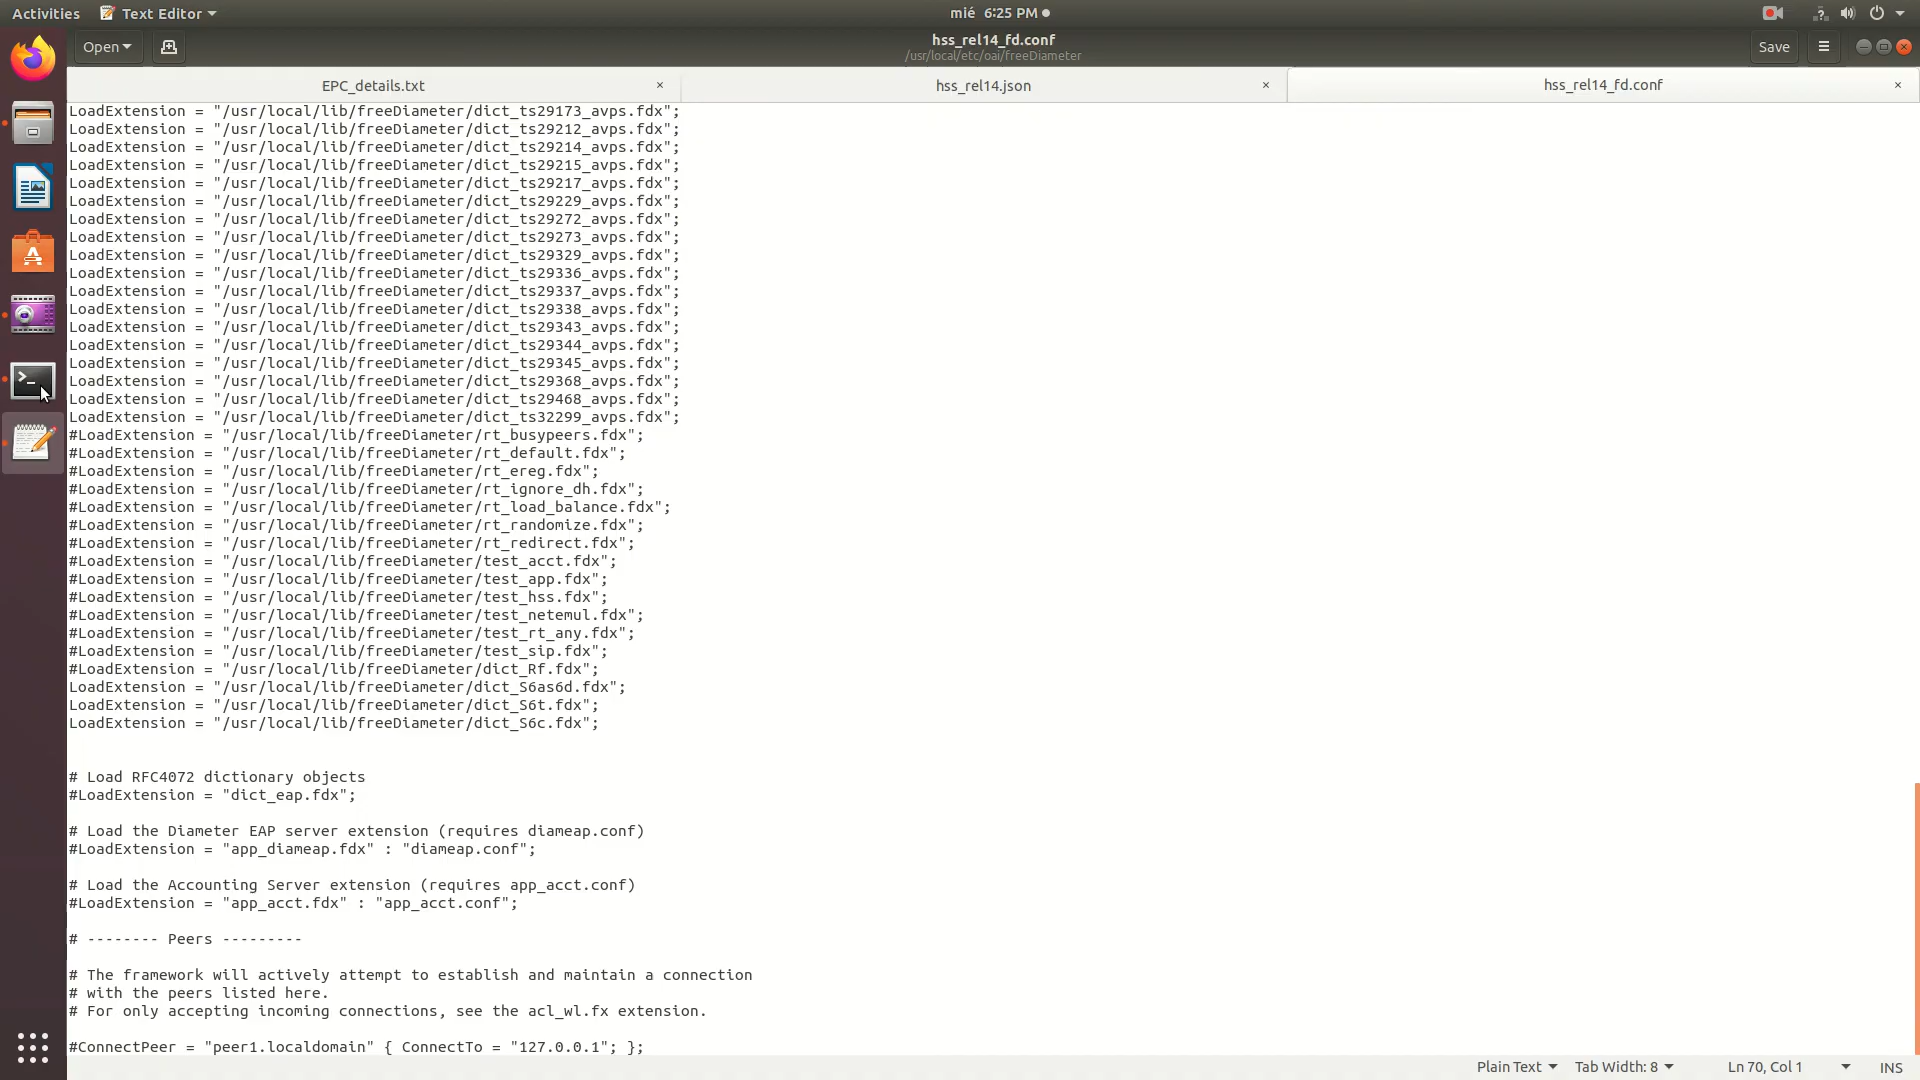 Activities
Text Editor
mié 6:25 PM
Open
hss_rel14_fd.conf
/usr/local/etc/oai/freeDiameter
Save
EPC_details.txt
hss_rel14.json
hss_rel14_fd.conf
LoadExtension = "/usr/local/lib/freeDiameter/dict_ts29173_avps.fdx";
LoadExtension = "/usr/local/lib/freeDiameter/dict_ts29212_avps.fdx";
LoadExtension = "/usr/local/lib/freeDiameter/dict_ts29214_avps.fdx";
LoadExtension = "/usr/local/lib/freeDiameter/dict_ts29215_avps.fdx";
LoadExtension = "/usr/local/lib/freeDiameter/dict_ts29217_avps.fdx";
LoadExtension = "/usr/local/lib/freeDiameter/dict_ts29229_avps.fdx";
LoadExtension = "/usr/local/lib/freeDiameter/dict_ts29272_avps.fdx";
LoadExtension = "/usr/local/lib/freeDiameter/dict_ts29273_avps.fdx";
LoadExtension = "/usr/local/lib/freeDiameter/dict_ts29329_avps.fdx";
LoadExtension = "/usr/local/lib/freeDiameter/dict_ts29336_avps.fdx";
LoadExtension = "/usr/local/lib/freeDiameter/dict_ts29337_avps.fdx";
LoadExtension = "/usr/local/lib/freeDiameter/dict_ts29338_avps.fdx";
LoadExtension = "/usr/local/lib/freeDiameter/dict_ts29343_avps.fdx";
LoadExtension = "/usr/local/lib/freeDiameter/dict_ts29344_avps.fdx";
LoadExtension = "/usr/local/lib/freeDiameter/dict_ts29345_avps.fdx";
LoadExtension = "/usr/local/lib/freeDiameter/dict_ts29368_avps.fdx";
LoadExtension = "/usr/local/lib/freeDiameter/dict_ts29468_avps.fdx";
LoadExtension = "/usr/local/lib/freeDiameter/dict_ts32299_avps.fdx";
#LoadExtension = "/usr/local/lib/freeDiameter/rt_busypeers.fdx";
#LoadExtension = "/usr/local/lib/freeDiameter/rt_default.fdx";
#LoadExtension = "/usr/local/lib/freeDiameter/rt_ereg.fdx";
#LoadExtension = "/usr/local/lib/freeDiameter/rt_ignore_dh.fdx";
#LoadExtension = "/usr/local/lib/freeDiameter/rt_load_balance.fdx";
#LoadExtension = "/usr/local/lib/freeDiameter/rt_randomize.fdx";
#LoadExtension = "/usr/local/lib/freeDiameter/rt_redirect.fdx";
#LoadExtension = "/usr/local/lib/freeDiameter/test_acct.fdx";
#LoadExtension = "/usr/local/lib/freeDiameter/test_app.fdx";
#LoadExtension = "/usr/local/lib/freeDiameter/test_hss.fdx";
#LoadExtension = "/usr/local/lib/freeDiameter/test_netemul.fdx";
#LoadExtension = "/usr/local/lib/freeDiameter/test_rt_any.fdx";
#LoadExtension = "/usr/local/lib/freeDiameter/test_sip.fdx";
#LoadExtension = "/usr/local/lib/freeDiameter/dict_Rf.fdx";
LoadExtension = "/usr/local/lib/freeDiameter/dict_S6as6d.fdx";
LoadExtension = "/usr/local/lib/freeDiameter/dict_S6t.fdx";
LoadExtension = "/usr/local/lib/freeDiameter/dict_S6c.fdx";
# Load RFC4072 dictionary objects
#LoadExtension = "dict_eap.fdx";
# Load the Diameter EAP server extension (requires diameap.conf)
#LoadExtension = "app_diameap.fdx" : "diameap.conf";
# Load the Accounting Server extension (requires app_acct.conf)
#LoadExtension = "app_acct.fdx" : "app_acct.conf";
# -------- Peers ---------
# The framework will actively attempt to establish and maintain a connection
# with the peers listed here.
# For only accepting incoming connections, see the acl_wl.fx extension.
#ConnectPeer = "peer1.localdomain" { ConnectTo = "127.0.0.1"; };
Plain Text
Tab Width: 8
Ln 70, Col 1
INS